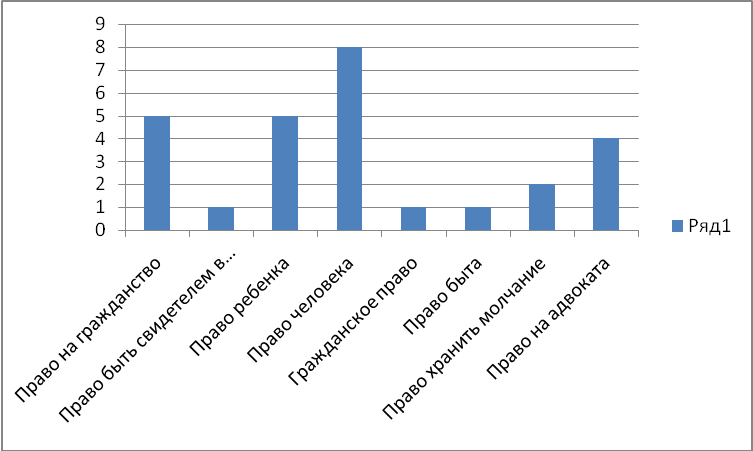 9
8
7
6
5
4
3
2
1
0
Право на гражданство
Право быть свидетелем в...
Право ребенка
Право человека
Гражданское право
Право быта
Право хранить молчание
Право на адвоката
Ряд1